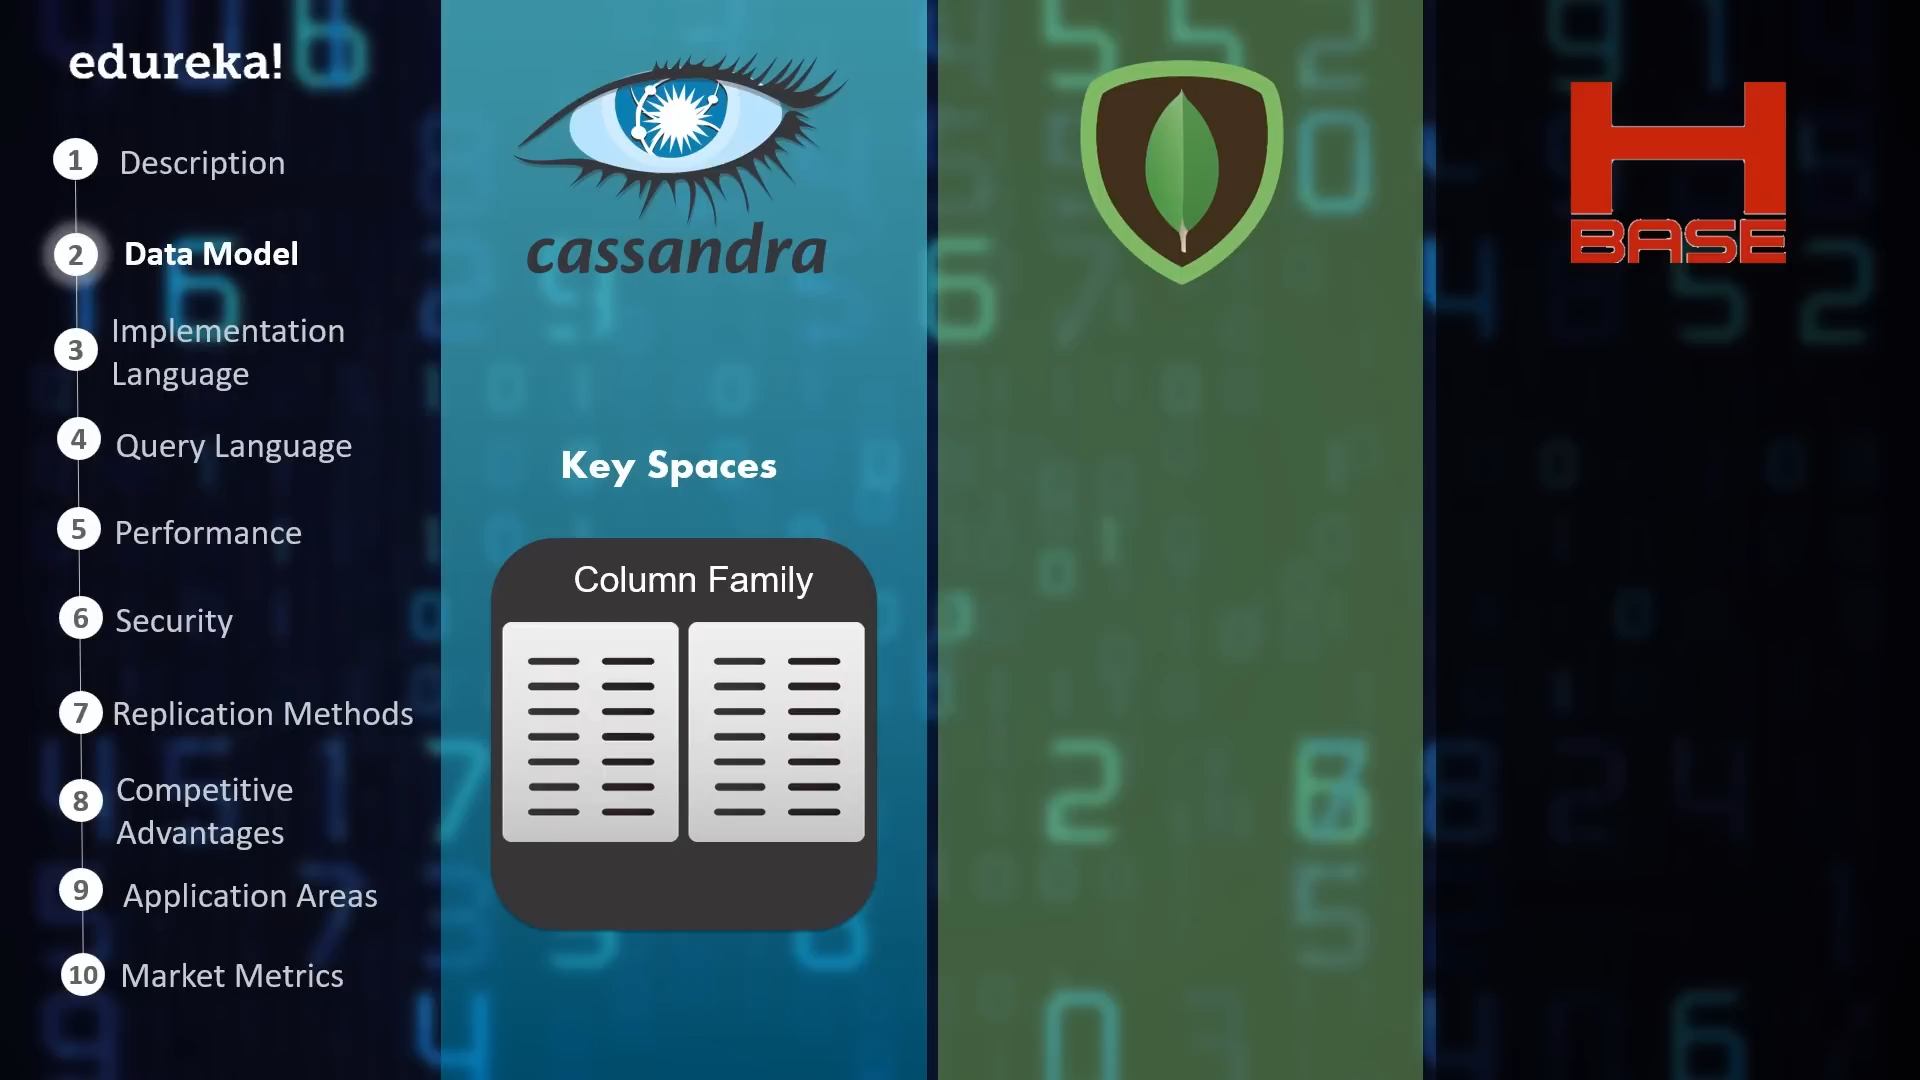 edureka!
1 Description
2 Data Model
3 Implementation
Language
4 Query Language
5 Performance
6 Security
7 Replication Methods
8 Competitive
Advantages
9 Application Areas
10 Market Metrics
cassandra
Key Spaces
Column Family
H
BASE